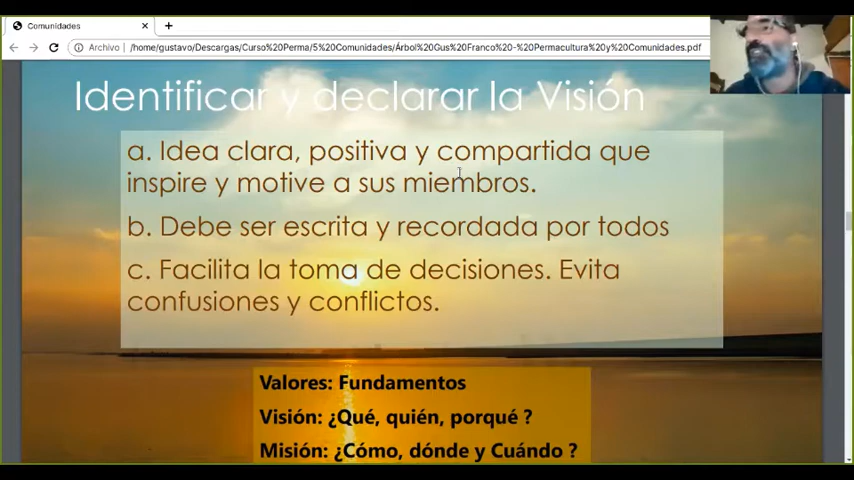 Comunidades
Archivo
/home/gustavo/Descargas/Curso%20Perma/5%20Comunidades/Árbol%20Gus%20Franco%20-%20Permacultura%20y%20Comunidades.pdf
Identificar y declarar la Visión
a. Idea clara, positiva y compartida que
inspire y motive a sus miembros.
b. Debe ser escrita y recordada por todos
c. Facilita la toma de decisiones. Evita
confusiones y conflictos.
Valores: Fundamentos
Visión: ¿Qué, quién, porqué ?
Misión: ¿Cómo, dónde y Cuándo ?